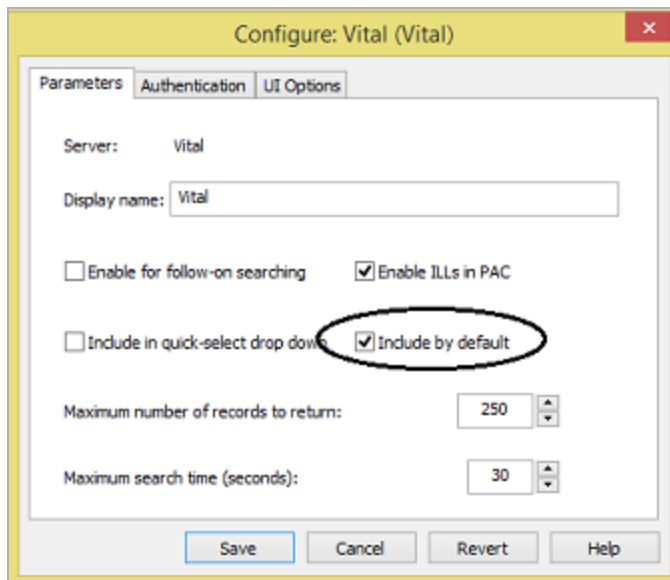 Configure: Vital (Vital)
Parameters Authentication UI Options
Server: Vital
Display name: Vital
Enable for follow-on searching Enable ILLs in PAC
Include in quick-select drop down Include by default
Maximum number of records to return: 250
Maximum search time (seconds): 30
Save Cancel Revert Help